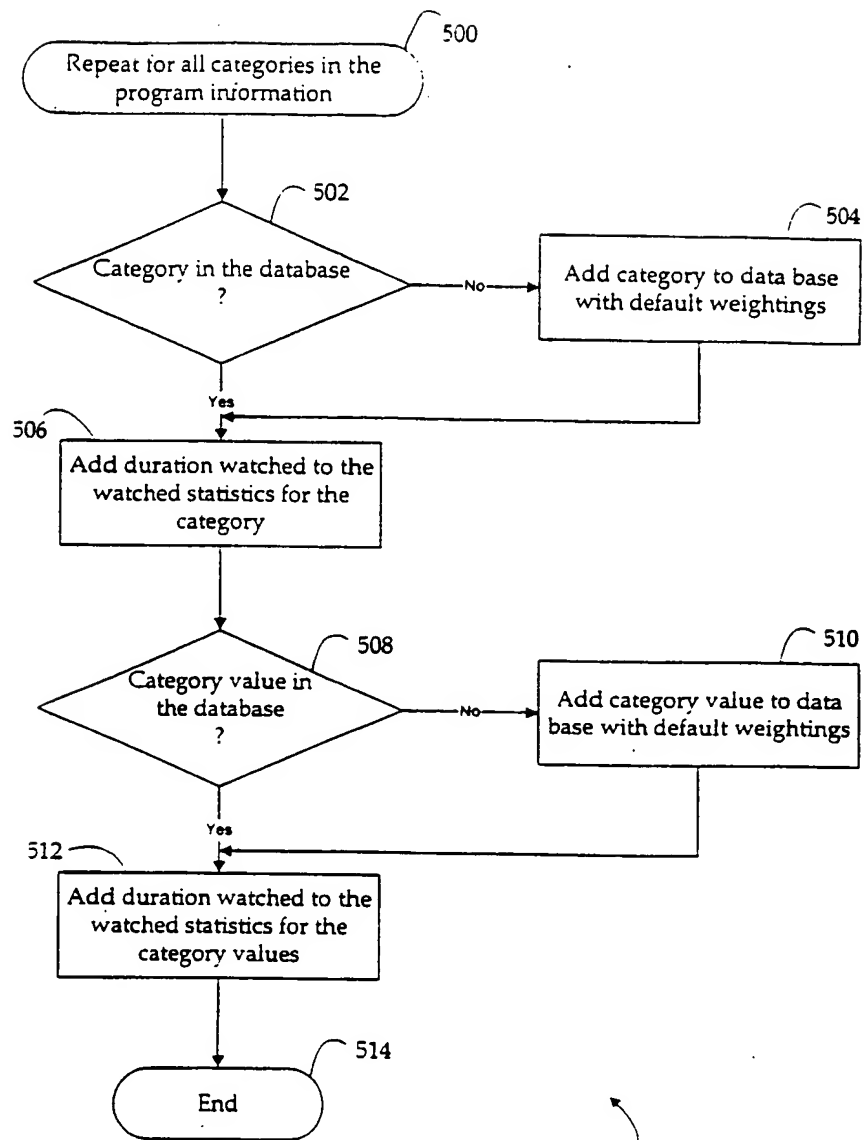 500
Repeat for all categories in the
program information
502
Category in the database
?
No
504
Add category to data base
with default weightings
Yes
506
Add duration watched to the
watched statistics for the
category
508
Category value in
the database
?
No
510
Add category value to data
base with default weightings
Yes
512
Add duration watched to the
watched statistics for the
category values
514
End